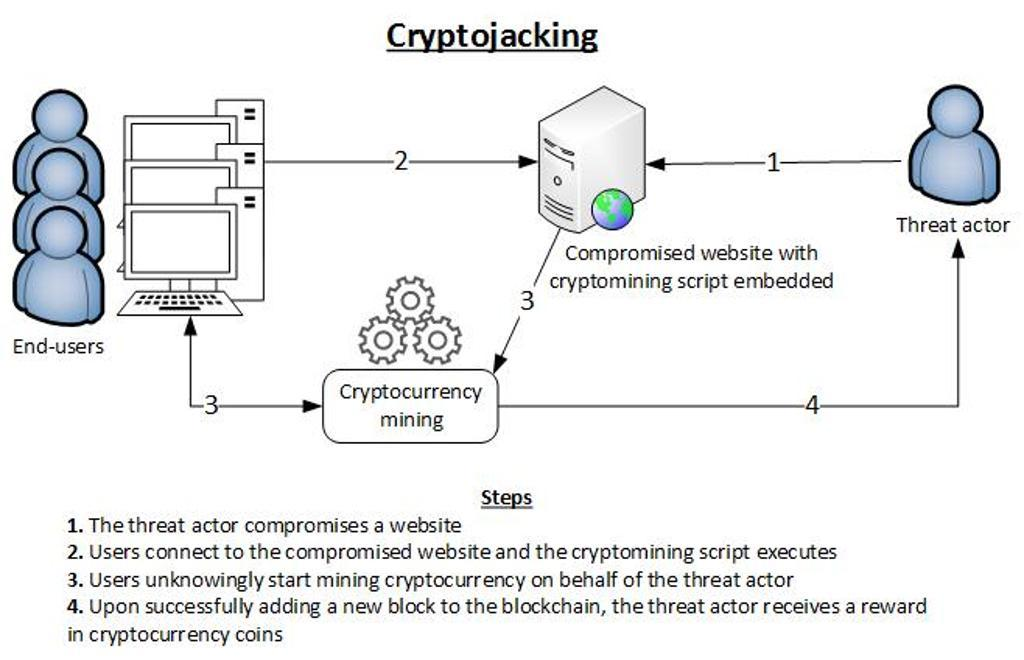 Cryptojacking
2
1
Threat actor
Compromised website with
cryptomining script embedded
3
End-users
Cryptocurrency
mining
3
4
Steps
1. The threat actor compromises a website
2. Users connect to the compromised website and the cryptomining script executes
3. Users unknowingly start mining cryptocurrency on behalf of the threat actor
4. Upon successfully adding a new block to the blockchain, the threat actor receives a reward
in cryptocurrency coins